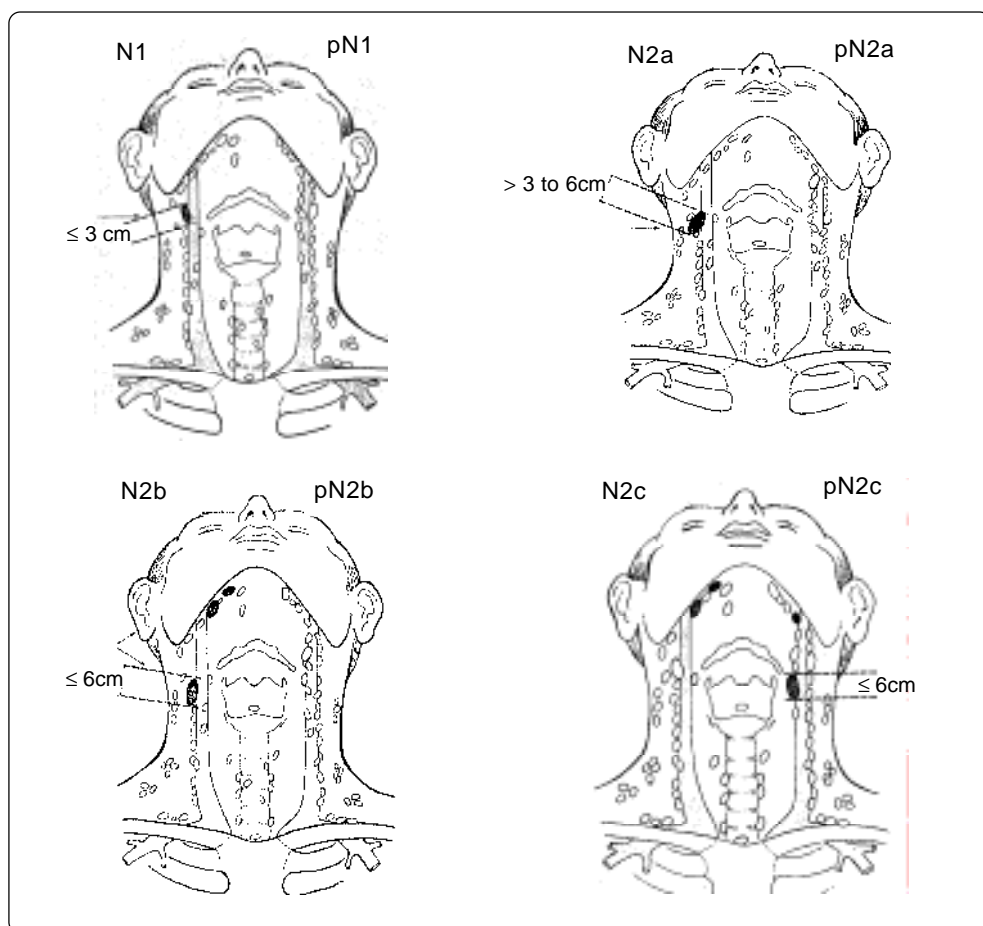 N1 pN1
N2a pN2a
≤ 3 cm
> 3 to 6cm
N2b pN2b
N2c pN2c
≤ 6cm
≤ 6cm